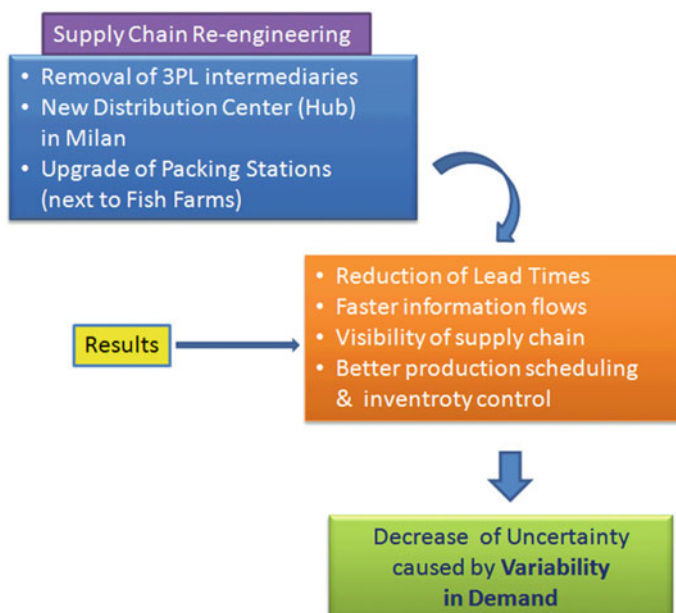 Supply Chain Re-engineering
• Removal of 3PL intermediaries
• New Distribution Center (Hub)
in Milan
• Upgrade of Packing Stations
(next to Fish Farms)
• Reduction of Lead Times
• Faster information flows
• Visibility of supply chain
• Better production scheduling
& inventroty control
Results
Decrease of Uncertainty
caused by Variability
in Demand